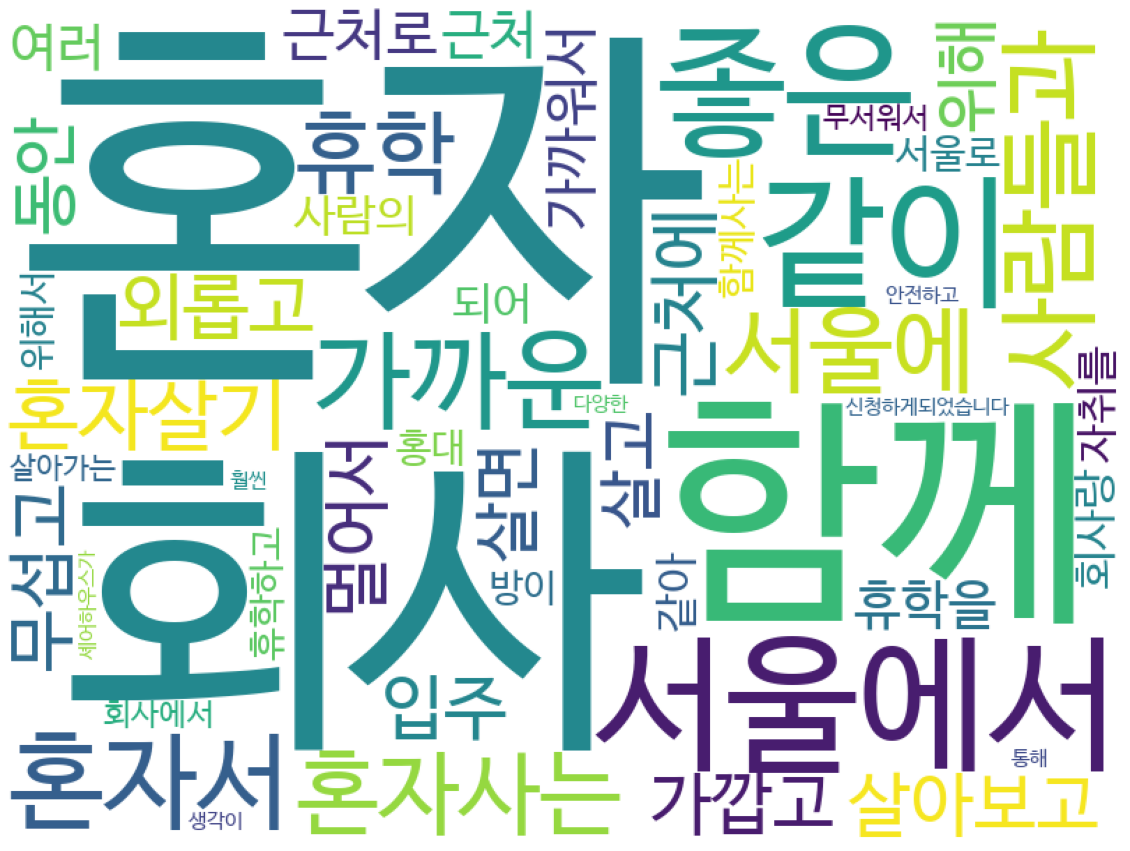 여러
혼자
근처로
근처
가까워서
좋은
무서워서
위해
사람들과
동안
휴학
사람의
서울로
함께사는
같이
안전하고
근처에
위해서
외롭고
되어
가까운
서울에
혼자살기
다양한
신청하게되었습니다
자취를
살아가는
훨씬
회사
멀어서
홍대
살면
살고
함께
회사랑
무섭고
세어하우스가
휴학하고
방이
같아
휴학을
회사에서
입주
서울에서
혼자서
생각이
혼자사는
가깝고
통해
살아보고